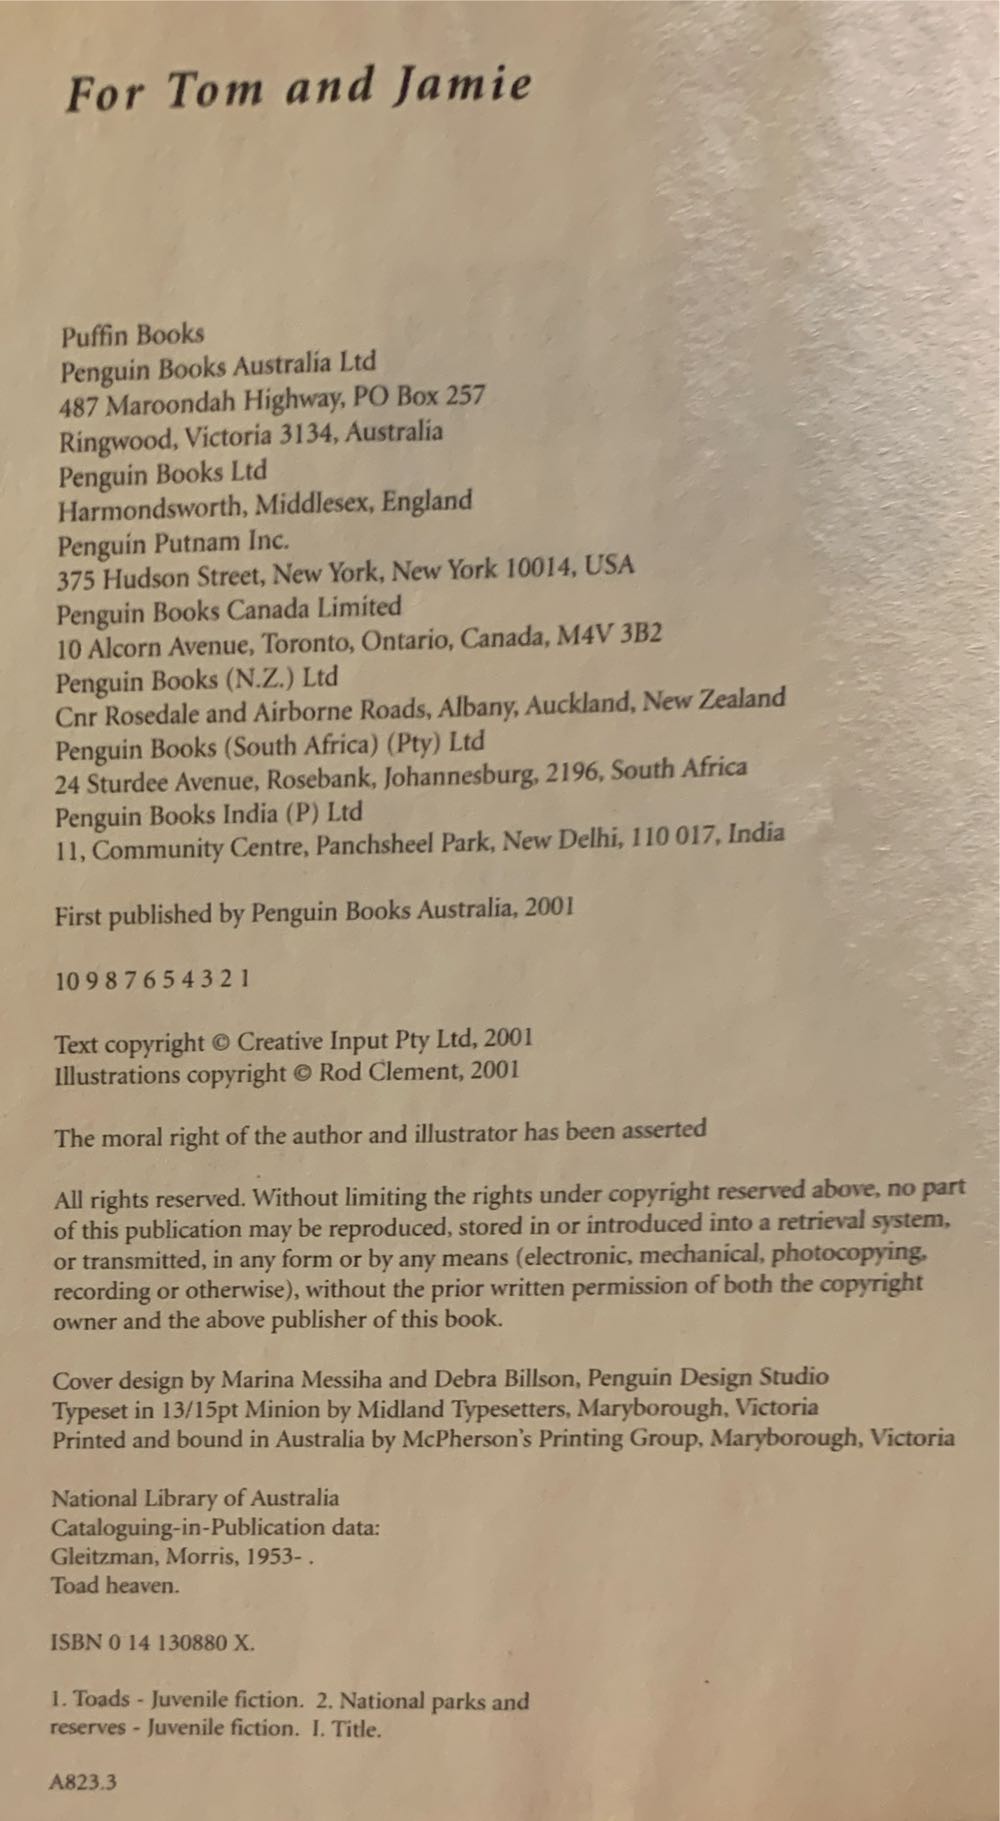 For Tom and Jamie
Puffin Books
Penguin Books Australia Ltd
487 Maroondah Highway, PO Box 257
Ringwood, Victoria 3134, Australia
Penguin Books Ltd
Harmondsworth, Middlesex, England
Penguin Putnam Inc.
375 Hudson Street, New York, New York 10014, USA
Penguin Books Canada Limited
10 Alcorn Avenue, Toronto, Ontario, Canada, M4V 3B2
Penguin Books (N.Z.) Ltd
Cnr Rosedale and Airborne Roads, Albany, Auckland, New Zealand
Penguin Books (South Africa) (Pty) Ltd
24 Sturdee Avenue, Rosebank, Johannesburg, 2196, South Africa
Penguin Books India (P) Ltd
11, Community Centre, Panchsheel Park, New Delhi, 110 017, India
First published by Penguin Books Australia, 2001
10 9 8 7 6 5 4 3 2 1
Text copyright © Creative Input Pty Ltd, 2001
Illustrations copyright © Rod Clement, 2001
The moral right of the author and illustrator has been asserted
All rights reserved. Without limiting the rights under copyright reserved above, no part
of this publication may be reproduced, stored in or introduced into a retrieval system,
or transmitted, in any form or by any means (electronic, mechanical, photocopying,
recording or otherwise), without the prior written permission of both the copyright
owner and the above publisher of this book.
Cover design by Marina Messiha and Debra Billson, Penguin Design Studio
Typeset in 13/15pt Minion by Midland Typesetters, Maryborough, Victoria
Printed and bound in Australia by McPherson's Printing Group, Maryborough, Victoria
National Library of Australia
Cataloguing-in-Publication data:
Gleitzman, Morris, 1953- .
Toad heaven.
ISBN 0 14 130880 X.
1. Toads - Juvenile fiction. 2. National parks and
reserves - Juvenile fiction. I. Title.
A823.3